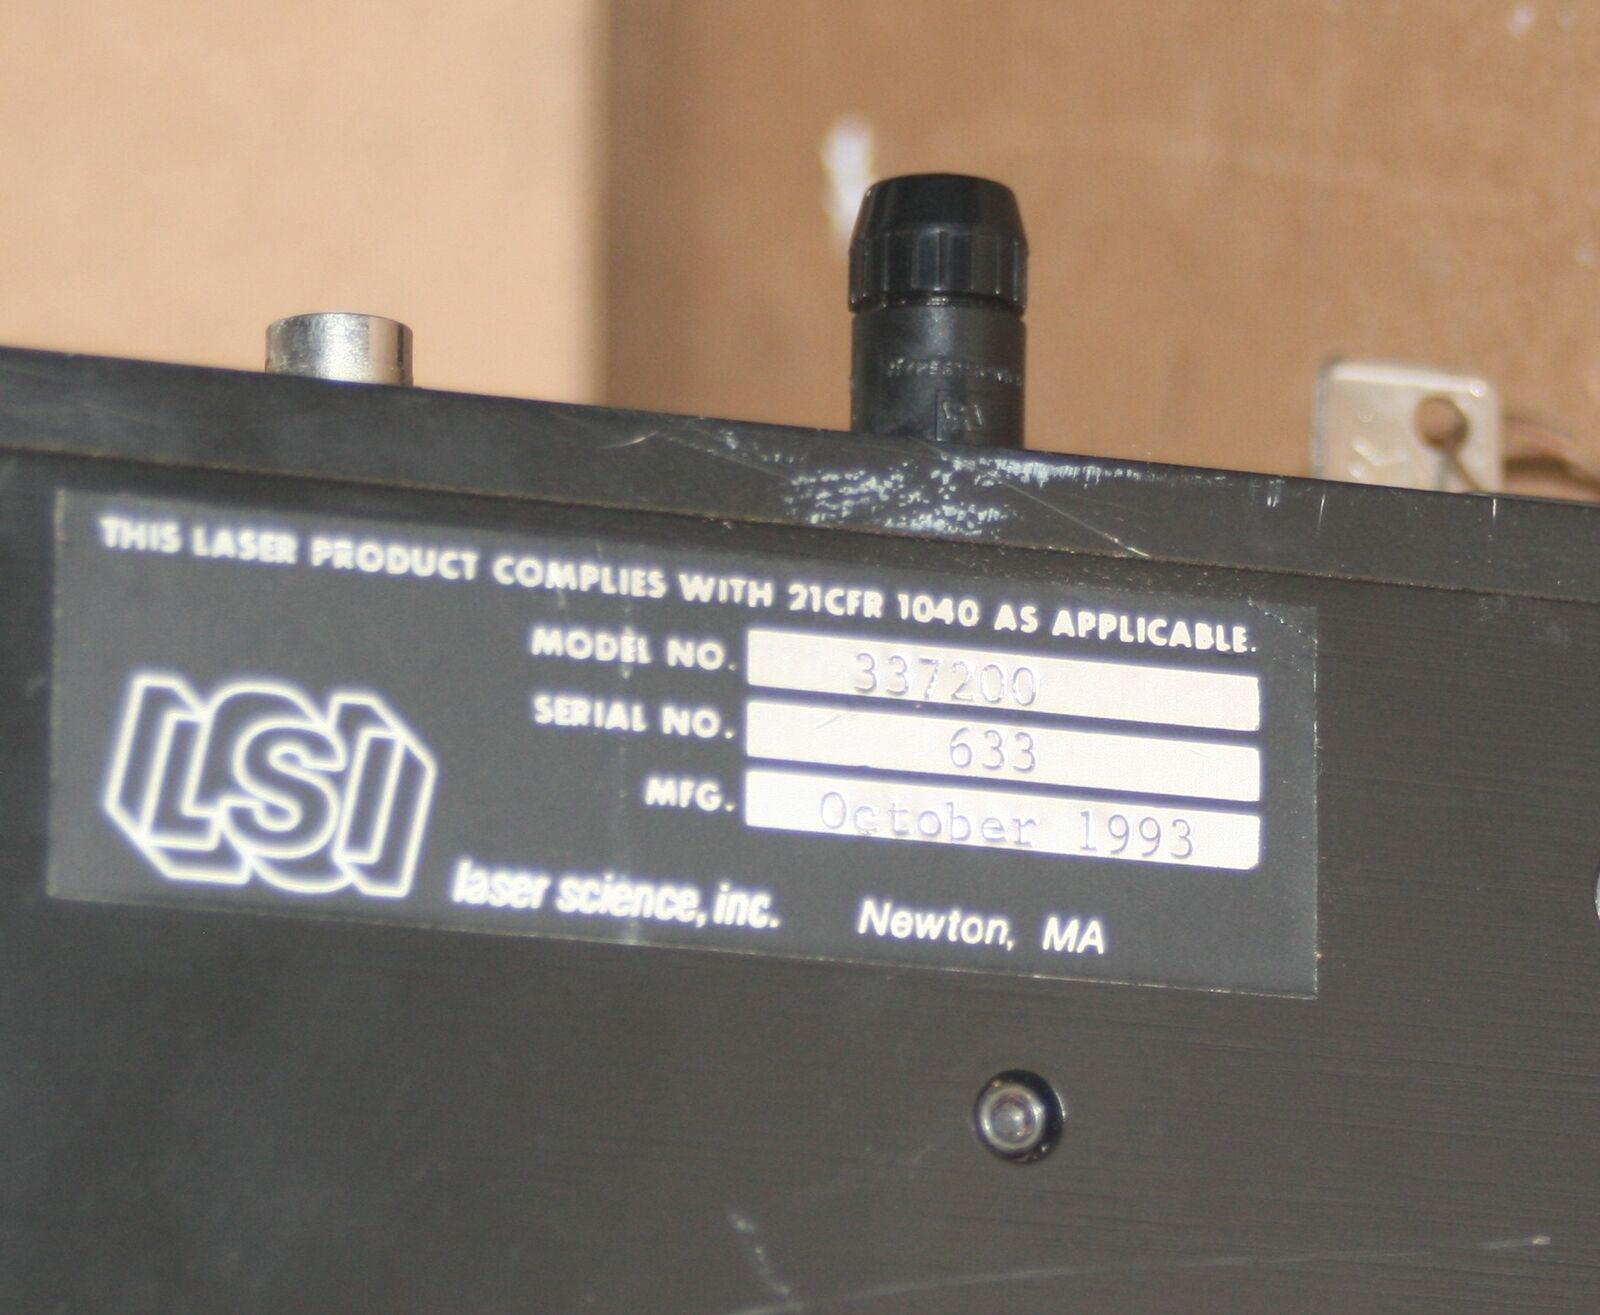 THIS LASER PRODUCT COMPLIES WITH 21CFR 1040 AS APPLICABLE.
MODEL NO. 337200
SERIAL NO. 633
MFG. October 1993
LSI
laser science, inc. Newton, MA